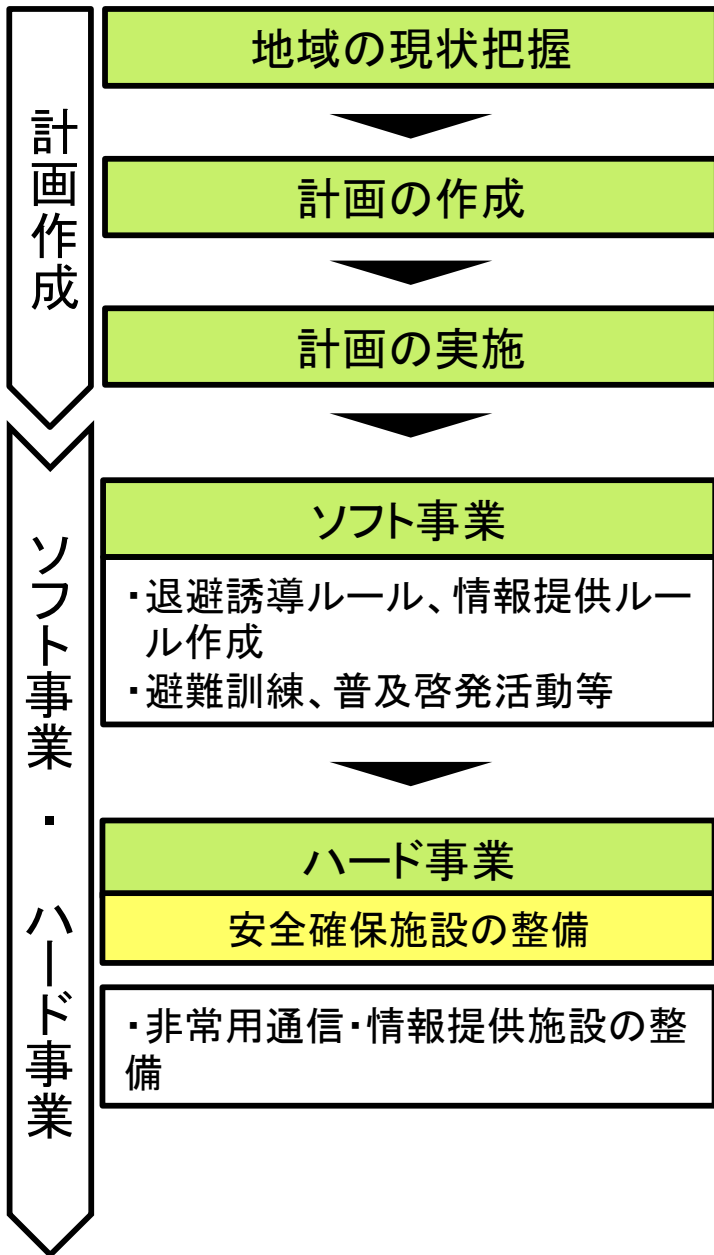 計画作成
地域の現状把握
計画の作成
計画の実施
ソフト事業・ハード事業
ソフト事業
・退避誘導ルール、情報提供ルー
ル作成
・避難訓練、普及啓発活動等
ハード事業
安全確保施設の整備
・非常用通信・情報提供施設の整
備